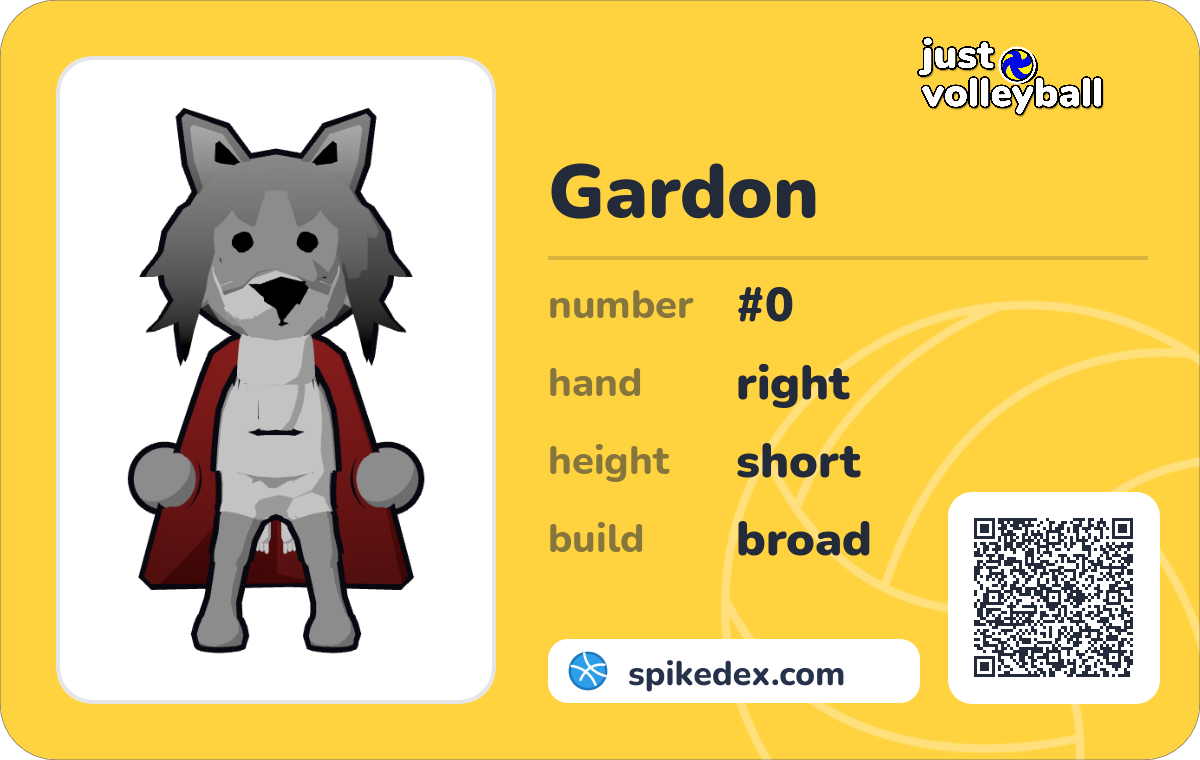 just
volleyball
Gardon
number #0
hand right
height short
build broad
spikedex.com